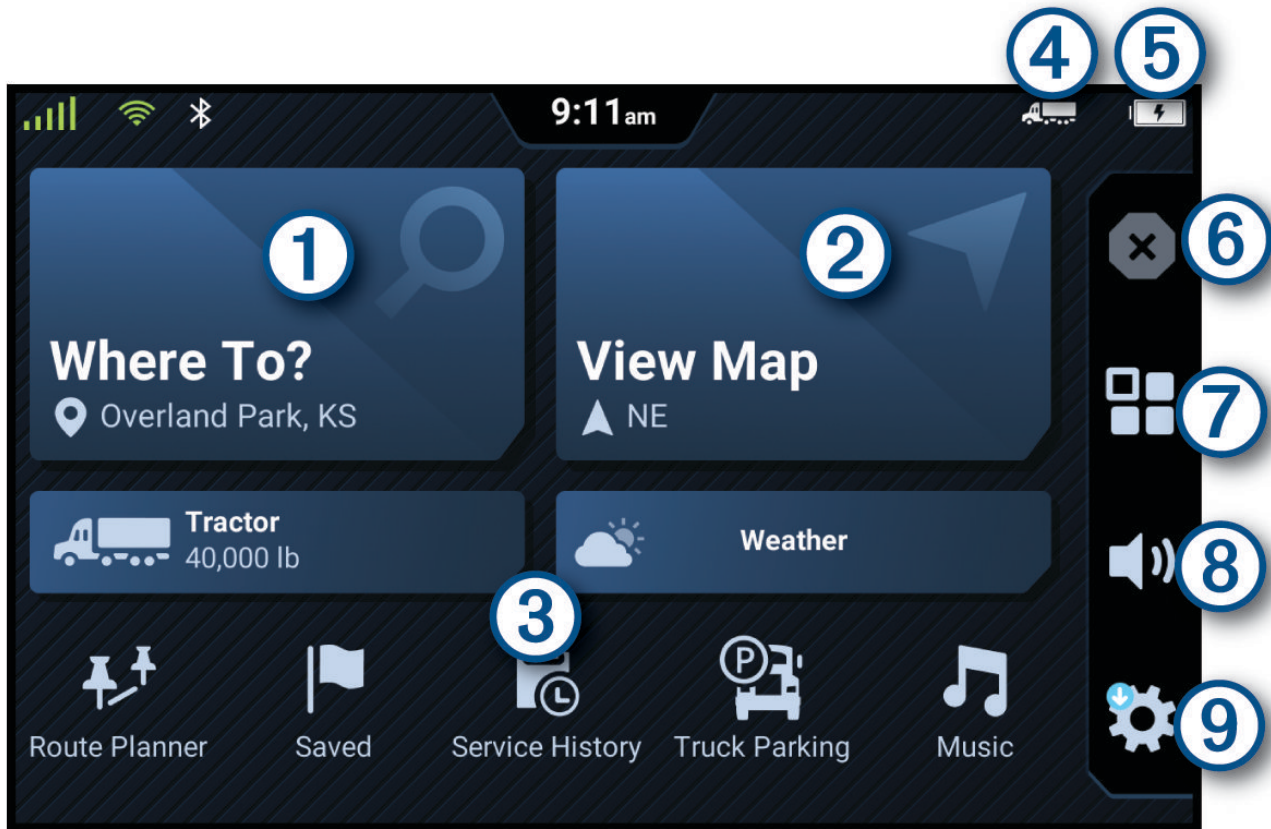 4 5
9:11am
1 2 6
Where To? View Map
Overland Park, KS NE
7
Tractor
40,000 lb
Weather
8
3
P
Route Planner Saved Service History Truck Parking Music
9